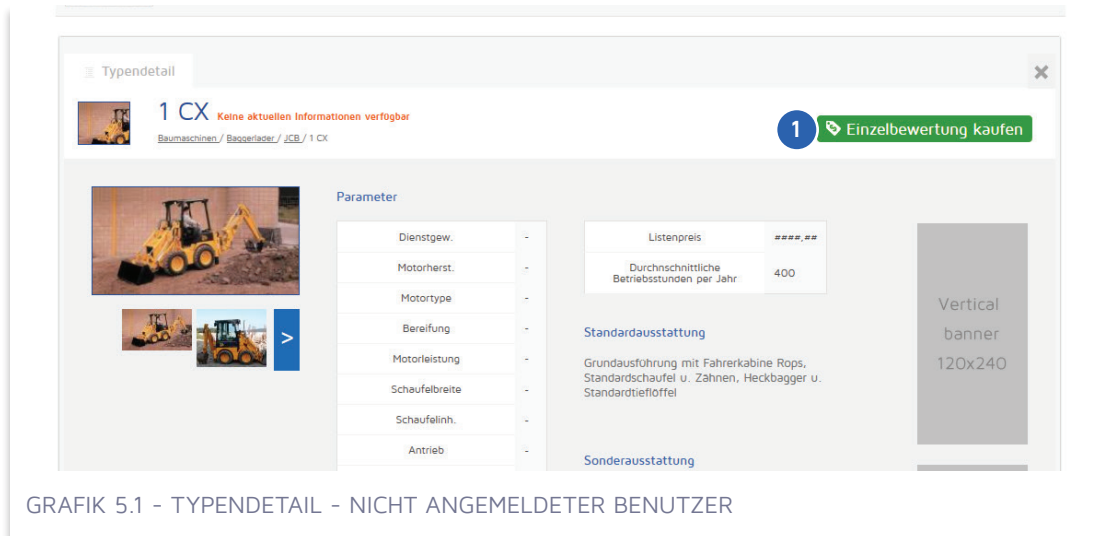 Typendetail
1 CX Keine aktuellen Informationen verfügbar
Baumaschinen / Baggerlader / JCB / 1 CX
1 Einzelbewertung kaufen
Parameter
Dienstgew. -
Motorherst. -
Motortype -
Bereifung -
Motorleistung -
Schaufelbreite -
Schaufelinh. -
Antrieb -
Listenpreis ####,##
Durchnschnittliche
Betriebsstunden per Jahr 400
Standardausstattung
Grundausführung mit Fahrerkabine Rops,
Standardschaufel u. Zähnen, Heckbagger u.
Standardtieflöffel
Sonderausstattung
Vertical
banner
120x240
>
GRAFIK 5.1 - TYPENDETAIL - NICHT ANGEMELDETER BENUTZER